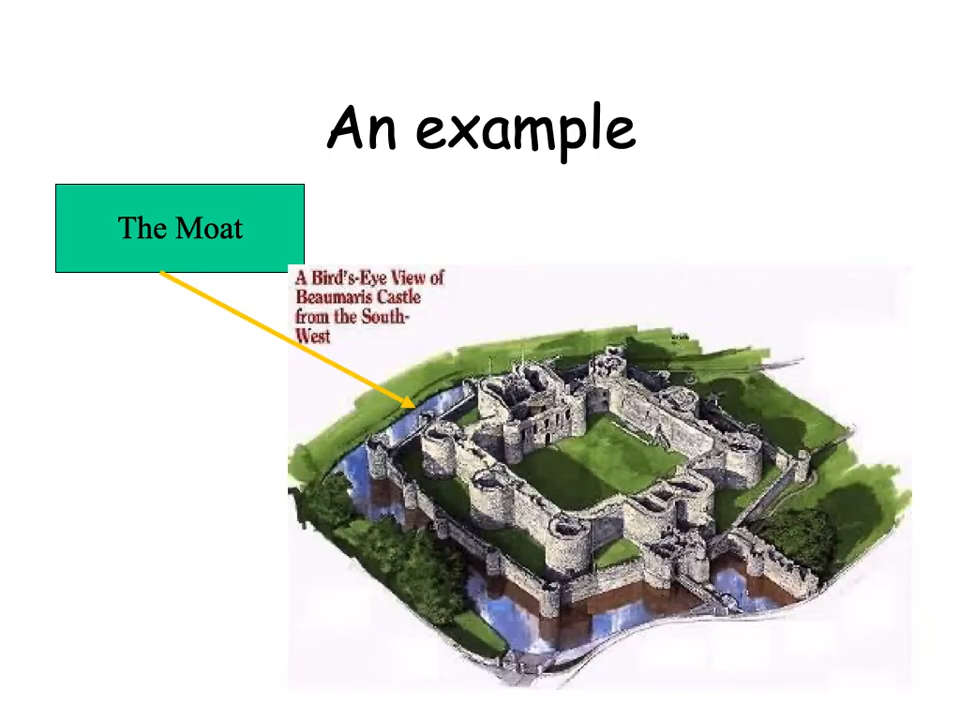 An example
The Moat
A Bird's-Eye View of
Beaumaris Castle
from the South-
West